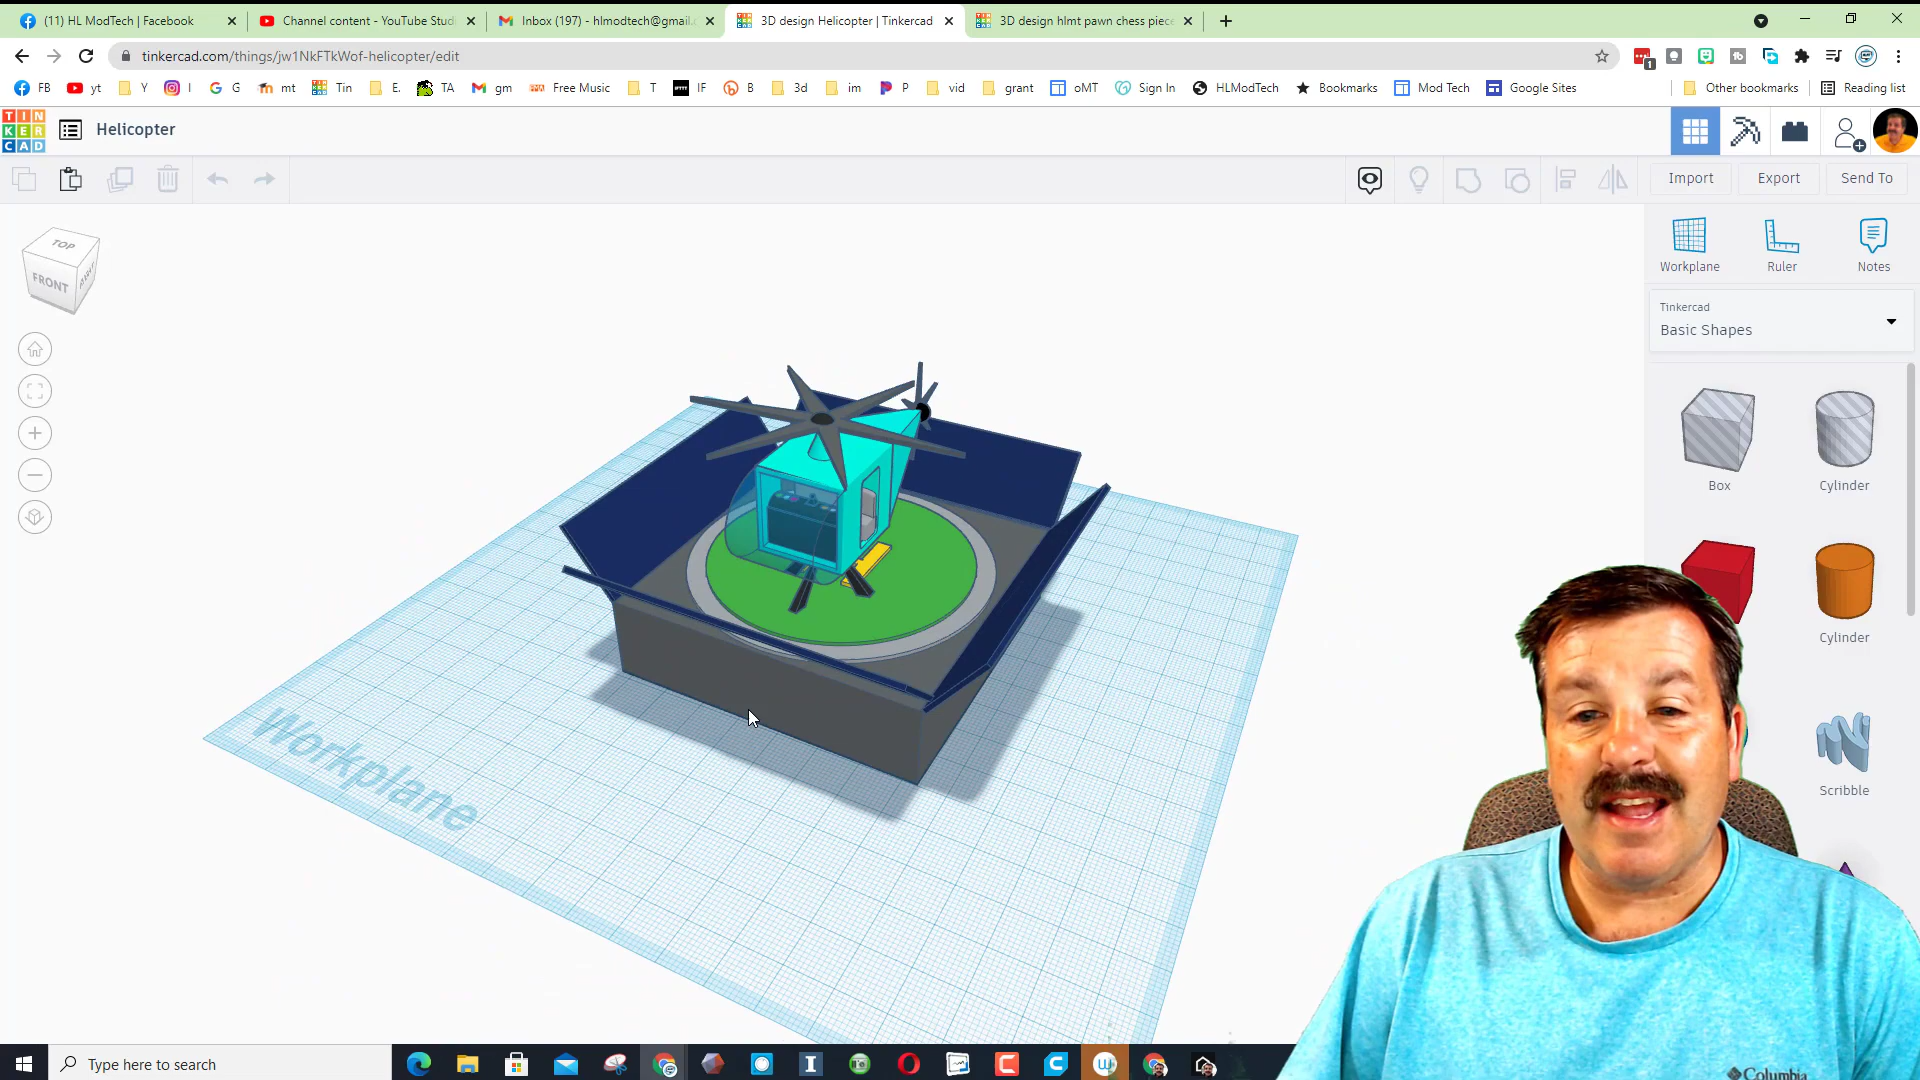 (11) HL ModTech | Facebook
Channel content - YouTube Studi
Inbox (197) - hlmodtech@gmail.c
3D design Helicopter | Tinkercad
3D design hlmt pawn chess piece
tinkercad.com/things/jw1NkFTkWof-helicopter/edit
1
FB yt Y I G mt Tin E. TA gm Free Music T IF B 3d im P vid grant oMT Sign In HLModTech Bookmarks Mod Tech Google Sites Other bookmarks Reading list
TIN
KER
CAD
Helicopter
Import Export Send To
TOP
FRONT
RIGHT
Workplane Ruler Notes
Tinkercad
Basic Shapes
Box Cylinder
Cylinder
Scribble
Workplane
Type here to search
Columbia